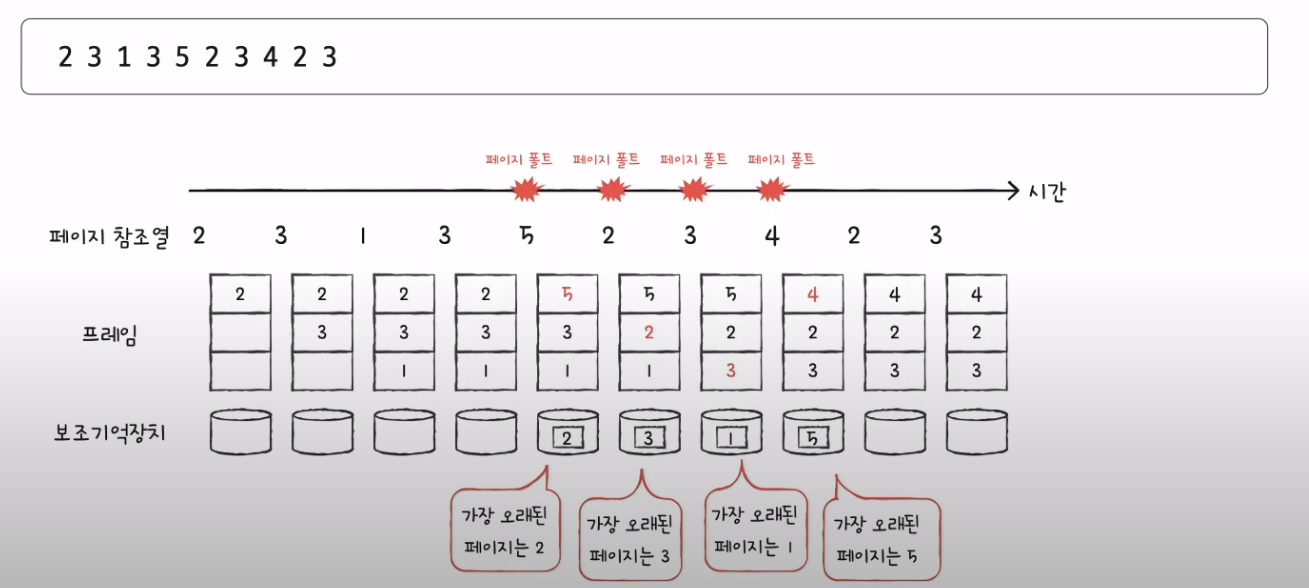 2 3 1 3 5 2 3 4 2 3
페이지 폴트 페이지 폴트 페이지 폴트 페이지 폴트
시간
페이지 참조열 2 3 1 3 5 2 3 4 2 3
2 2 2 2 5 5 5 4 4 4
프레임 3 3 3 3 2 2 2 2 2
1 1 1 1 3 3 3 3
보조기억장치 2 3 1 5
가장 오래된
페이지는 2
가장 오래된
페이지는 3
가장 오래된
페이지는 1
가장 오래된
페이지는 5